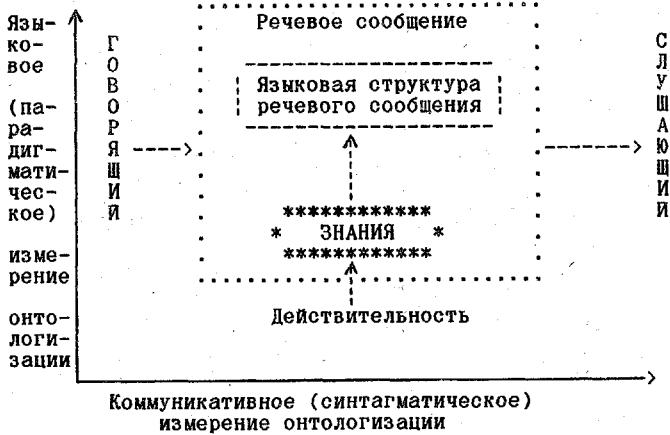 Язы-
ко-
вое
(па-
ра-
диг-
мати-
чес-
кое)
изме-
рение
онто-
логи-
зации
ГОВОРЯЩИЙ
Речевое сообщение
Языковая структура
речевого сообщения
ЗНАНИЯ
Действительность
СЛУШАЮЩИЙ
Коммуникативное (синтагматическое)
измерение онтологизации